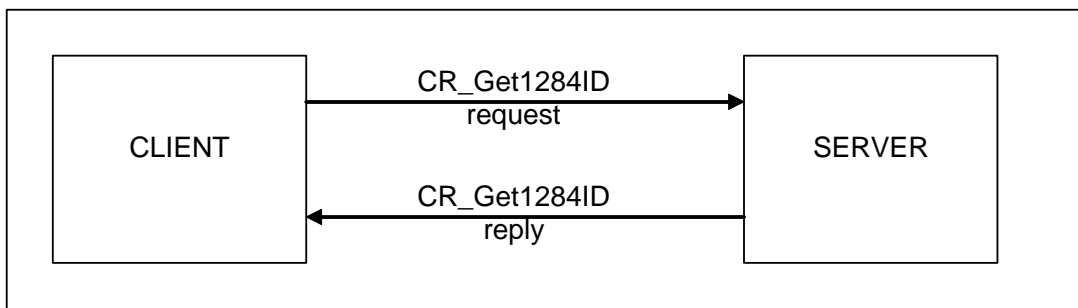 CR_Get1284ID
request
CLIENT
SERVER
CR_Get1284ID
reply